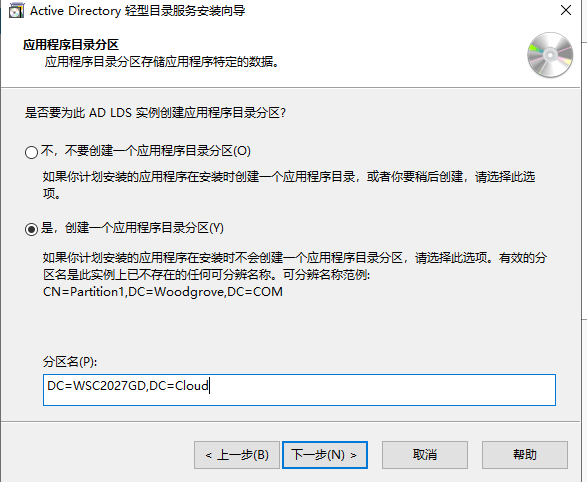 Active Directory 轻型目录服务安装向导
应用程序目录分区
应用程序目录分区存储应用程序特定的数据。
是否要为此 AD LDS 实例创建应用程序目录分区?
不，不要创建一个应用程序目录分区(O)
如果你计划安装的应用程序在安装时创建一个应用程序目录，或者你要稍后创建，请选择此选
项。
是，创建一个应用程序目录分区(Y)
如果你计划安装的应用程序在安装时不会创建一个应用程序目录分区，请选择此选项。有效的分
区名是此实例上已不存在的任何可分辨名称。可分辨名称范例:
CN=Partition1,DC=Woodgrove,DC=COM
分区名(P):
DC=WSC2027GD,DC=Cloud
< 上一步(B) 下一步(N) > 取消 帮助